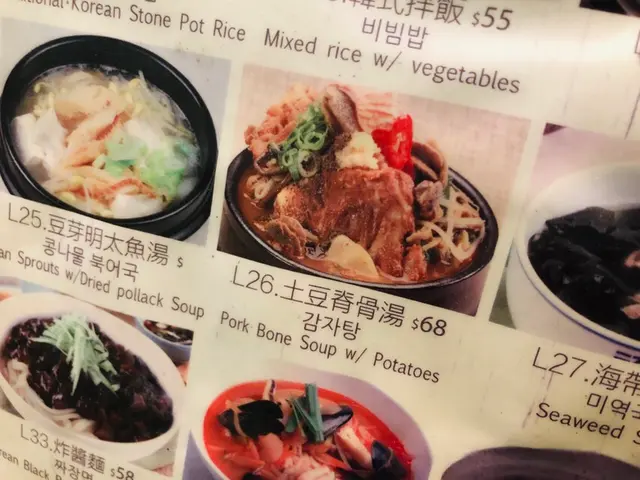 Korean Stone Pot Rice
韓式拌飯 $55
비빔밥
Mixed rice w/ vegetables
L25.豆芽明太魚湯 $
콩나물 북어국
Sprouts w/Dried pollack Soup
L26.土豆脊骨湯 $68
감자탕
Pork Bone Soup w/ Potatoes
L27.海帶
미역
Seaweed
L33.炸醬麵 $58
짜장면
Black